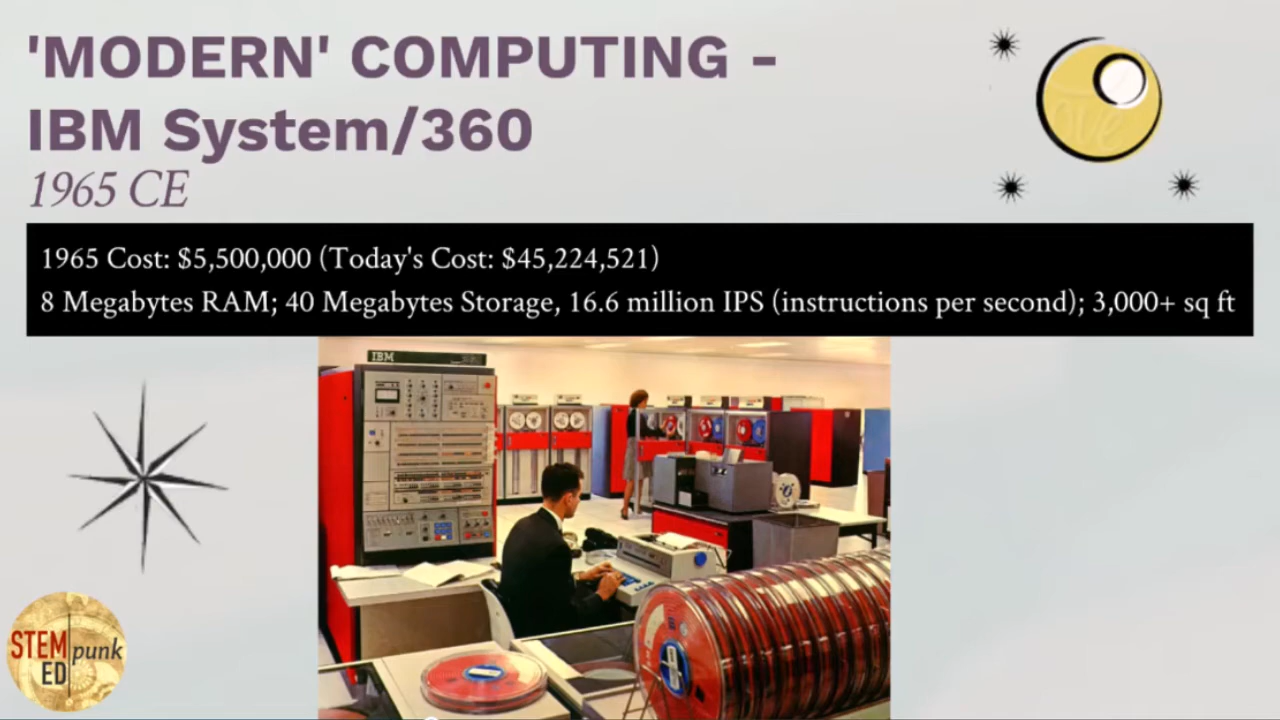 'MODERN' COMPUTING -
IBM System/360
1965 CE
1965 Cost: $5,500,000 (Today's Cost: $45,224,521)
8 Megabytes RAM; 40 Megabytes Storage, 16.6 million IPS (instructions per second); 3,000+ sq ft
IBM
STEM punk
ED